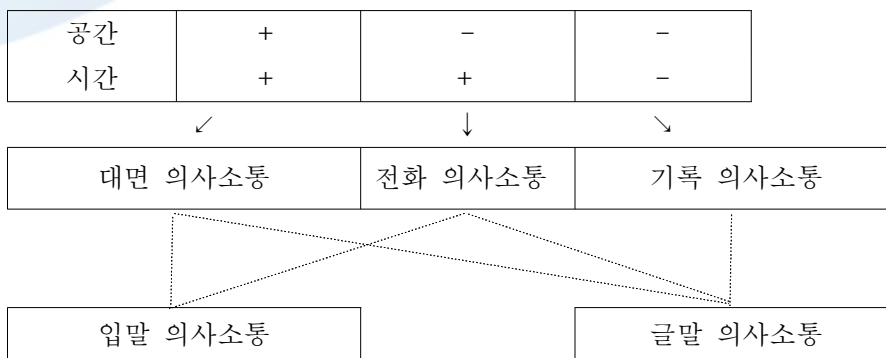 공간 + - -
시간 + + -
↙ ↓ ↘
대면 의사소통 전화 의사소통 기록 의사소통
입말 의사소통 글말 의사소통